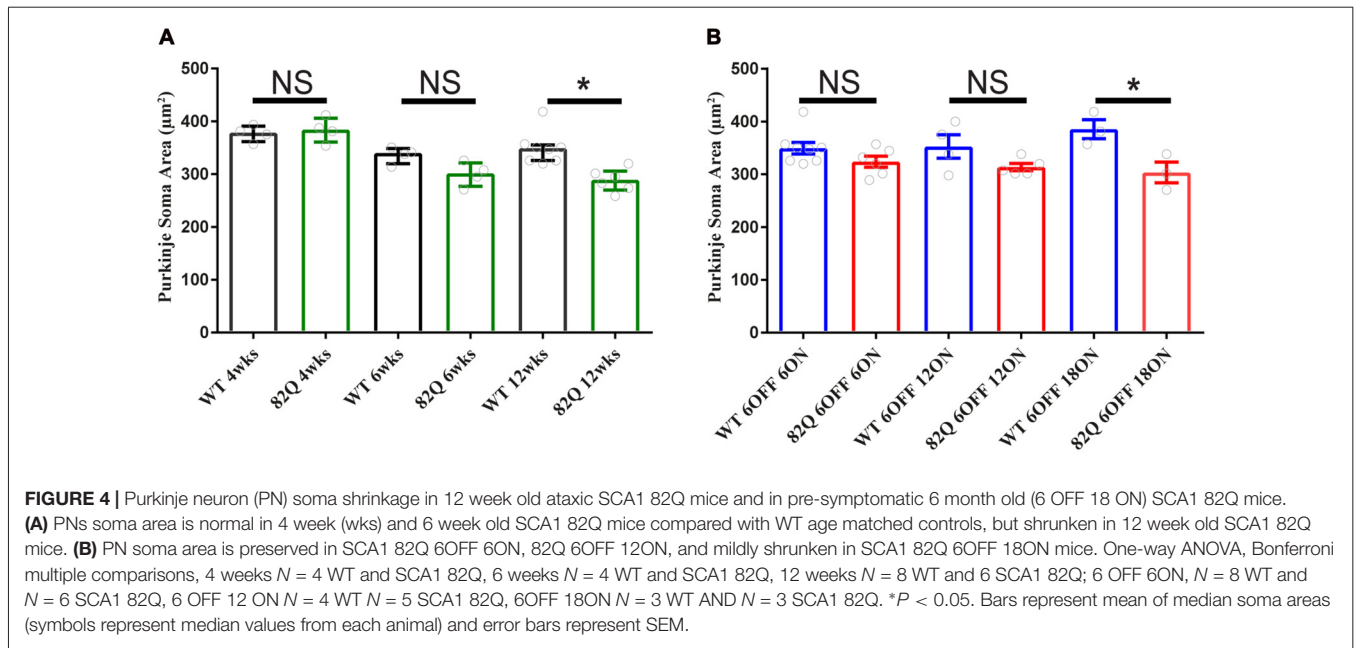 A
Purkinje Soma Area (µm²)
500
400
300
200
100
0
NS
NS
*
WT 4wks
82Q 4wks
WT 6wks
82Q 6wks
WT 12wks
82Q 12wks
B
Purkinje Soma Area (µm²)
500
400
300
200
100
0
NS
NS
*
WT 6OFF 6ON
82Q 6OFF 6ON
WT 6OFF 12ON
82Q 6OFF 12ON
WT 6OFF 18ON
82Q 6OFF 18ON
FIGURE 4 | Purkinje neuron (PN) soma shrinkage in 12 week old ataxic SCA1 82Q mice and in pre-symptomatic 6 month old (6 OFF 18 ON) SCA1 82Q mice.
(A) PNs soma area is normal in 4 week (wks) and 6 week old SCA1 82Q mice compared with WT age matched controls, but shrunken in 12 week old SCA1 82Q
mice. (B) PN soma area is preserved in SCA1 82Q 6OFF 6ON, 82Q 6OFF 12ON, and mildly shrunken in SCA1 82Q 6OFF 18ON mice. One-way ANOVA, Bonferroni
multiple comparisons, 4 weeks N = 4 WT and SCA1 82Q, 6 weeks N = 4 WT and SCA1 82Q, 12 weeks N = 8 WT and 6 SCA1 82Q; 6 OFF 6ON, N = 8 WT and
N = 6 SCA1 82Q, 6 OFF 12 ON N = 4 WT N = 5 SCA1 82Q, 6OFF 18ON N = 3 WT AND N = 3 SCA1 82Q. *P < 0.05. Bars represent mean of median soma areas
(symbols represent median values from each animal) and error bars represent SEM.